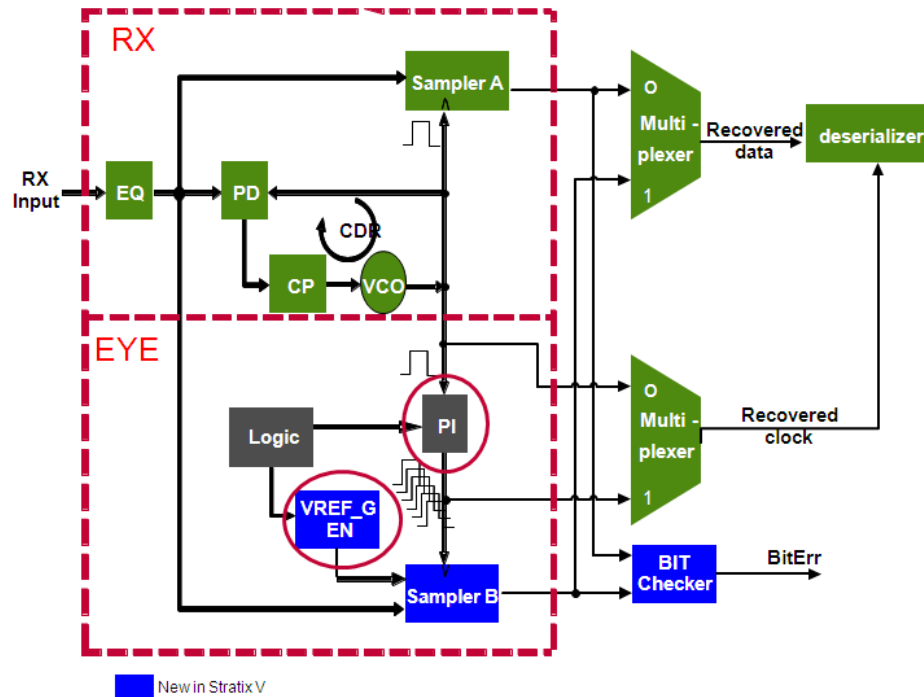 RX
Sampler A
O
Multi -
plexer
1
Recovered
data
deserializer
RX
Input
EQ
PD
CDR
CP
VCO
EYE
Logic
PI
VREF_G
EN
Sampler B
O
Multi -
plexer
1
Recovered
clock
BIT
Checker
BitErr
New in Stratix V